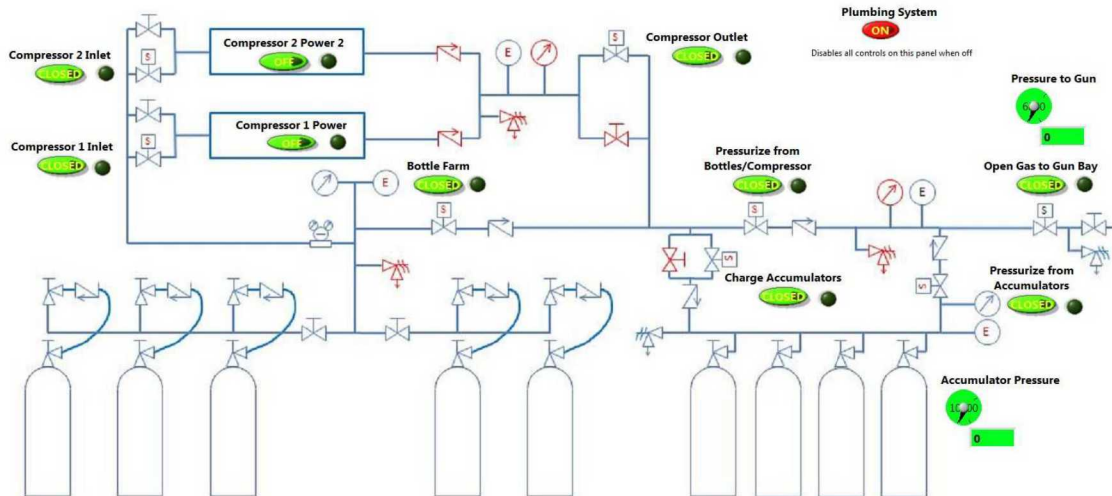 Plumbing System
ON
Disables all controls on this panel when off
Compressor 2 Inlet
CLOSED
S
Compressor 2 Power 2
OFF
E
S
Compressor Outlet
CLOSED
Pressure to Gun
0
Compressor 1 Inlet
CLOSED
S
Compressor 1 Power
OFF
E
Bottle Farm
CLOSED
S
Pressurize from
Bottles/Compressor
CLOSED
S
E
Open Gas to Gun Bay
CLOSED
S
S
S
Charge Accumulators
CLOSED
S
Pressurize from
Accumulators
CLOSED
E
Accumulator Pressure
0